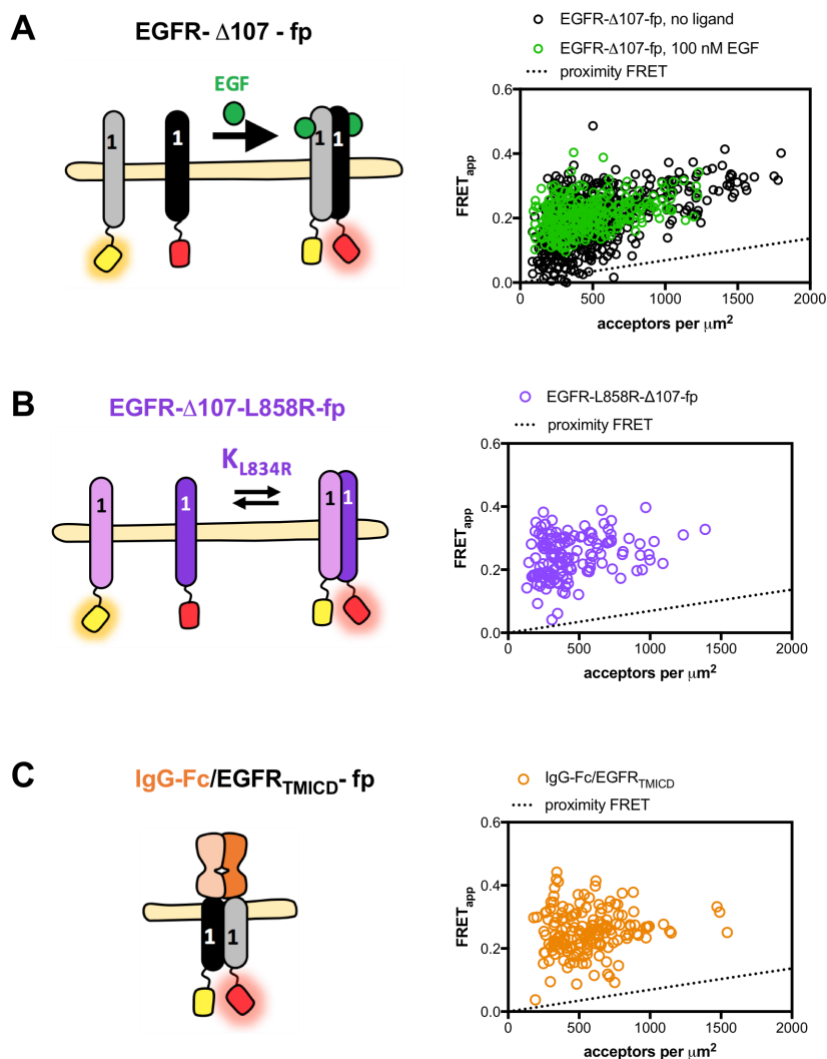 A
EGFR- Δ107 - fp
EGF
1
1
1
1
EGFR-Δ107-fp, no ligand
EGFR-Δ107-fp, 100 nM EGF
proximity FRET
0.6
0.4
0.2
0.0
FRETapp
0
500
1000
1500
2000
acceptors per μm2
B
EGFR-Δ107-L858R-fp
KL834R
1
1
1
1
EGFR-L858R-Δ107-fp
proximity FRET
0.6
0.4
0.2
0.0
FRETapp
0
500
1000
1500
2000
acceptors per μm2
C
IgG-Fc/EGFRTMICD- fp
1
1
IgG-Fc/EGFRTMICD
proximity FRET
0.6
0.4
0.2
0.0
FRETapp
0
500
1000
1500
2000
acceptors per μm2